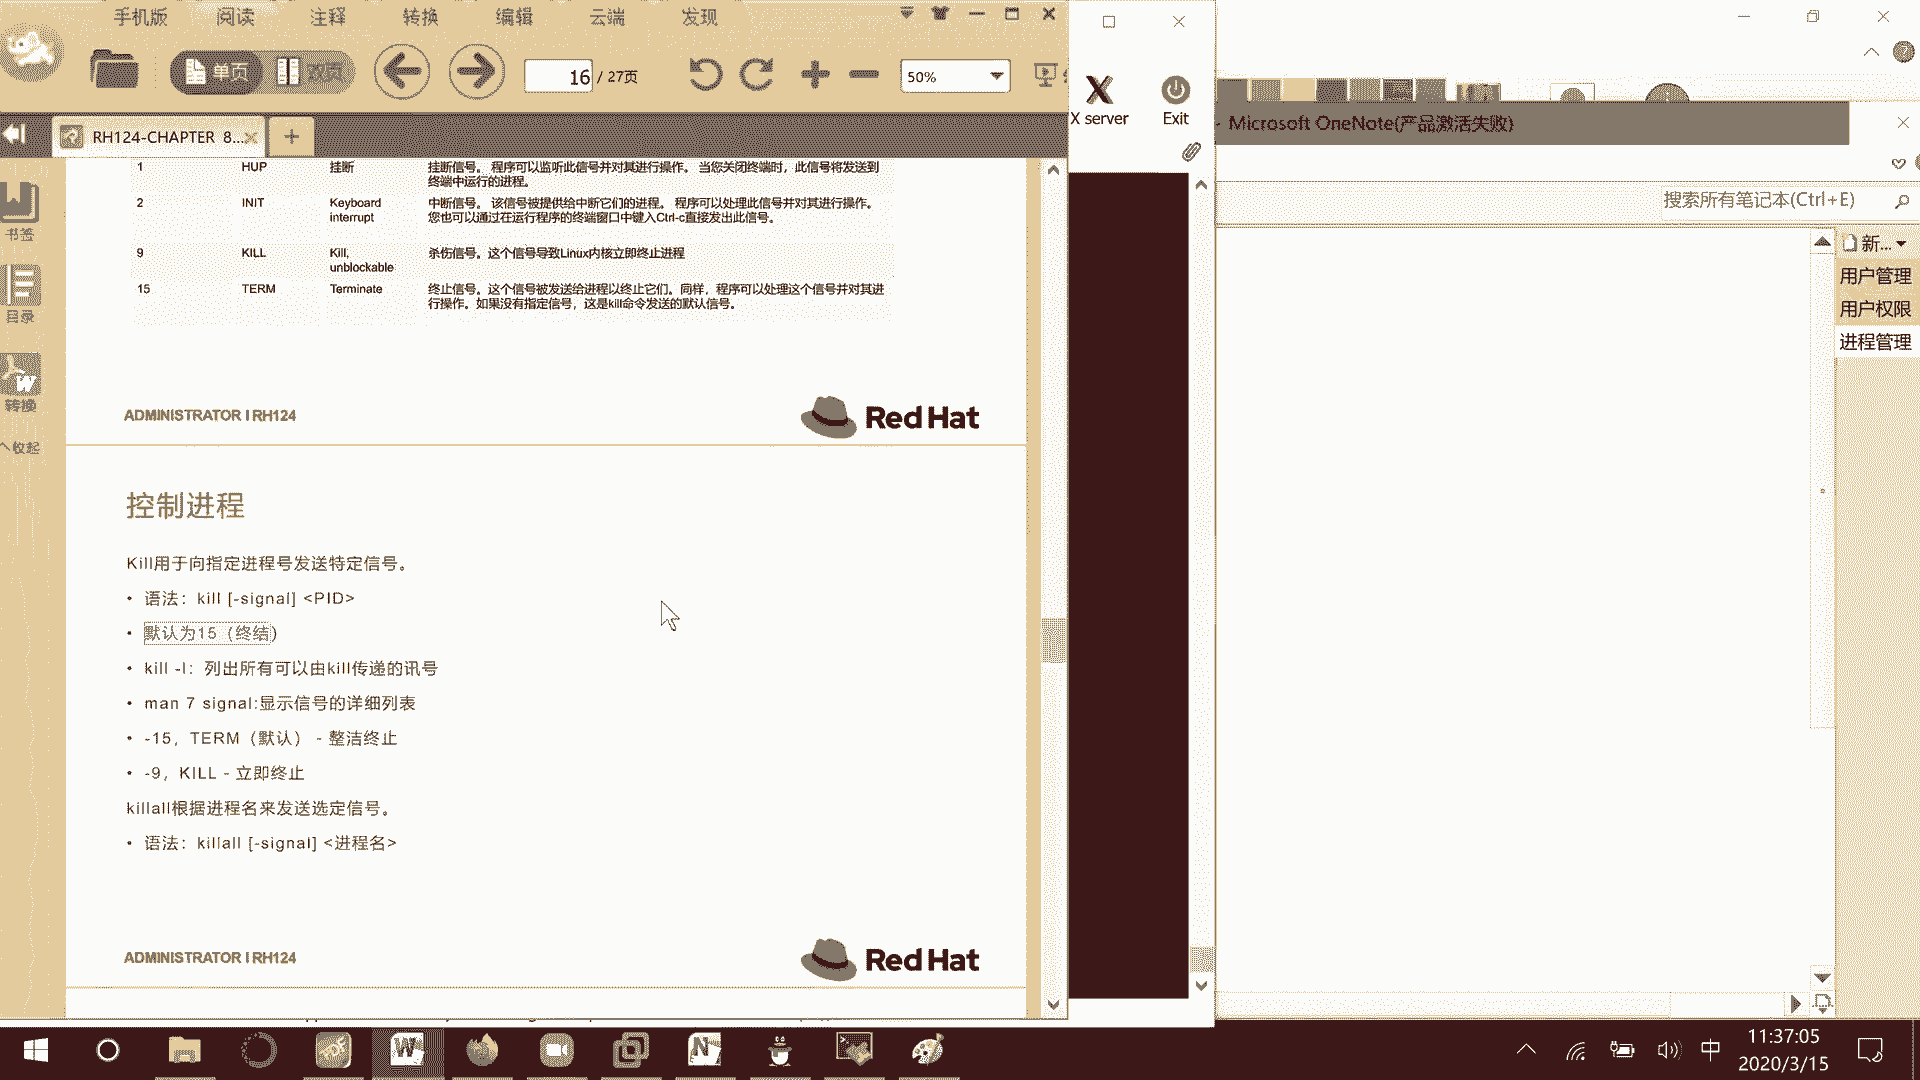 手机版 阅读 注释 转换 编辑 云端 发现
单页 双页 16 / 27页 50%
X server Exit
RH124-CHAPTER 8...
- Microsoft OneNote(产品激活失败)
搜索所有笔记本(Ctrl+E)
新...
用户管理
用户权限
进程管理
书签
目录
转换
收起
1 HUP 挂断 挂断信号。 程序可以监听此信号并对其进行操作。 当您关闭终端时，此信号将发送到
终端中运行的进程。
2 INIT Keyboard 中断信号。 该信号被提供给中断它们的进程。 程序可以处理此信号并对其进行操作。
interrupt 您也可以通过在运行程序的终端窗口中键入Ctrl-c直接发出此信号。
9 KILL Kill, 杀伤信号。这个信号导致Linux内核立即终止进程
unblockable
15 TERM Terminate 终止信号。这个信号被发送给进程以终止它们。同样，程序可以处理这个信号并对其进
行操作。如果没有指定信号，这是kill命令发送的默认信号。
ADMINISTRATOR I RH124 Red Hat
控制进程
Kill用于向指定进程号发送特定信号。
• 语法：kill [-signal] <PID>
• 默认为15（终结）
• kill -l：列出所有可以由kill传递的讯号
• man 7 signal:显示信号的详细列表
• -15，TERM（默认） - 整洁终止
• -9，KILL - 立即终止
killall根据进程名来发送选定信号。
• 语法：killall [-signal] <进程名>
ADMINISTRATOR I RH124 Red Hat
中 11:37:05
2020/3/15